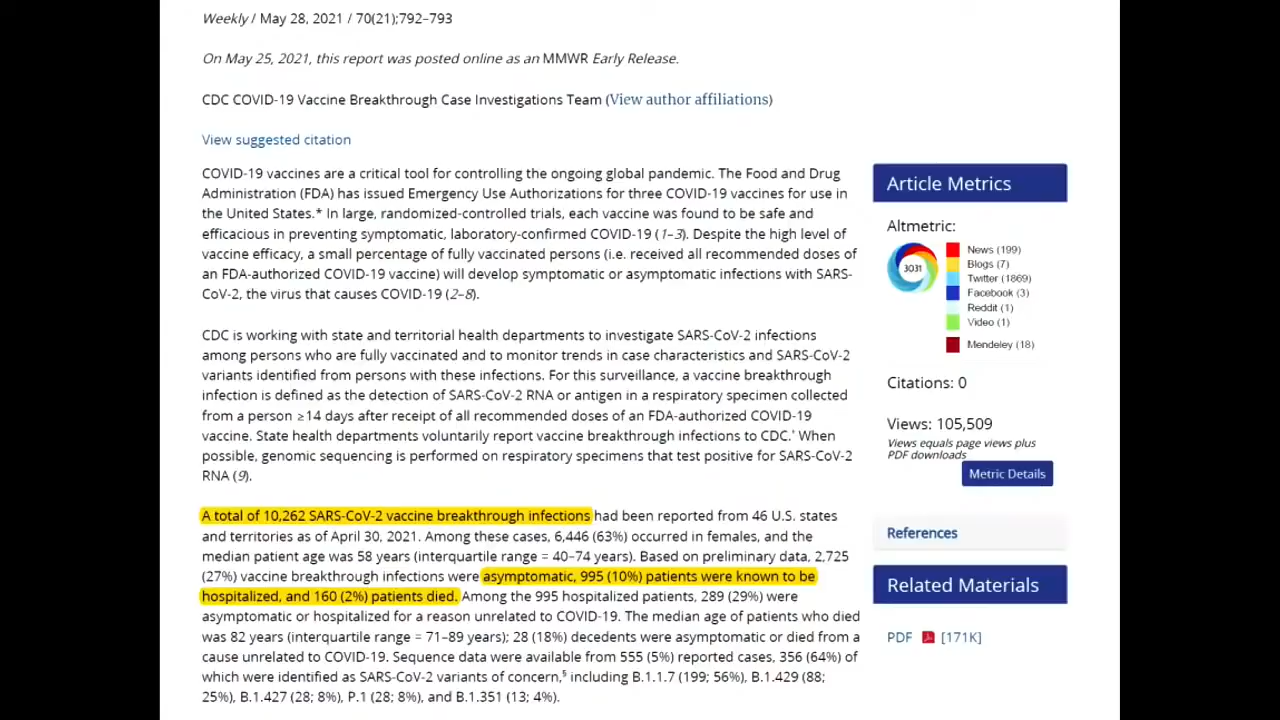 Weekly / May 28, 2021 / 70(21);792–793
On May 25, 2021, this report was posted online as an MMWR Early Release.
CDC COVID-19 Vaccine Breakthrough Case Investigations Team (View author affiliations)
View suggested citation
COVID-19 vaccines are a critical tool for controlling the ongoing global pandemic. The Food and Drug
Administration (FDA) has issued Emergency Use Authorizations for three COVID-19 vaccines for use in
the United States.* In large, randomized-controlled trials, each vaccine was found to be safe and
efficacious in preventing symptomatic, laboratory-confirmed COVID-19 (1–3). Despite the high level of
vaccine efficacy, a small percentage of fully vaccinated persons (i.e. received all recommended doses of
an FDA-authorized COVID-19 vaccine) will develop symptomatic or asymptomatic infections with SARS-
CoV-2, the virus that causes COVID-19 (2–8).
CDC is working with state and territorial health departments to investigate SARS-CoV-2 infections
among persons who are fully vaccinated and to monitor trends in case characteristics and SARS-CoV-2
variants identified from persons with these infections. For this surveillance, a vaccine breakthrough
infection is defined as the detection of SARS-CoV-2 RNA or antigen in a respiratory specimen collected
from a person ≥14 days after receipt of all recommended doses of an FDA-authorized COVID-19
vaccine. State health departments voluntarily report vaccine breakthrough infections to CDC.† When
possible, genomic sequencing is performed on respiratory specimens that test positive for SARS-CoV-2
RNA (9).
A total of 10,262 SARS-CoV-2 vaccine breakthrough infections had been reported from 46 U.S. states
and territories as of April 30, 2021. Among these cases, 6,446 (63%) occurred in females, and the
median patient age was 58 years (interquartile range = 40–74 years). Based on preliminary data, 2,725
(27%) vaccine breakthrough infections were asymptomatic, 995 (10%) patients were known to be
hospitalized, and 160 (2%) patients died. Among the 995 hospitalized patients, 289 (29%) were
asymptomatic or hospitalized for a reason unrelated to COVID-19. The median age of patients who died
was 82 years (interquartile range = 71–89 years); 28 (18%) decedents were asymptomatic or died from a
cause unrelated to COVID-19. Sequence data were available from 555 (5%) reported cases, 356 (64%) of
which were identified as SARS-CoV-2 variants of concern,§ including B.1.1.7 (199; 56%), B.1.429 (88;
25%), B.1.427 (28; 8%), P.1 (28; 8%), and B.1.351 (13; 4%).
Article Metrics
Altmetric:
3031
News (199)
Blogs (7)
Twitter (1869)
Facebook (3)
Reddit (1)
Video (1)
Mendeley (18)
Citations: 0
Views: 105,509
Views equals page views plus
PDF downloads
Metric Details
References
Related Materials
PDF [171K]